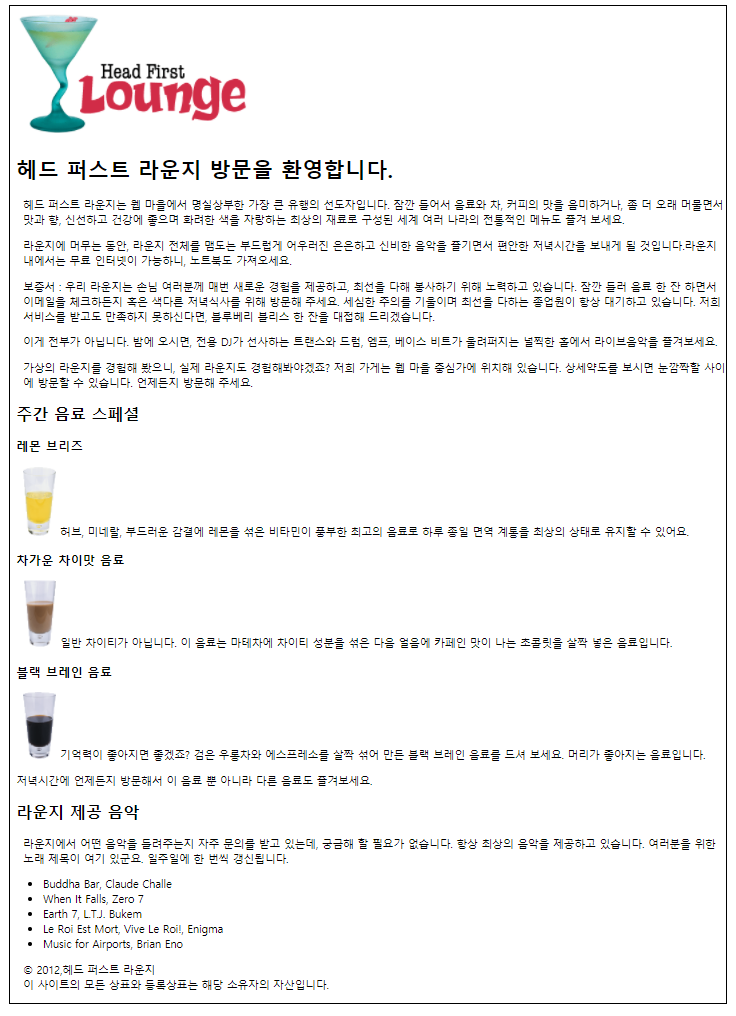 Head First
Lounge
헤드 퍼스트 라운지 방문을 환영합니다.
헤드 퍼스트 라운지는 웹 마을에서 명실상부한 가장 큰 유행의 선도자입니다. 잠깐 들어서 음료와 차, 커피의 맛을 음미하거나, 좀 더 오래 머물면서
맛과 향, 신선하고 건강에 좋으며 화려한 색을 자랑하는 최상의 재료로 구성된 세계 여러 나라의 전통적인 메뉴도 즐겨 보세요.
라운지에 머무는 동안, 라운지 전체를 맴도는 부드럽게 어우러진 은은하고 신비한 음악을 즐기면서 편안한 저녁시간을 보내게 될 것입니다.라운지
내에서는 무료 인터넷이 가능하니, 노트북도 가져오세요.
보증서 : 우리 라운지는 손님 여러분께 매번 새로운 경험을 제공하고, 최선을 다해 봉사하기 위해 노력하고 있습니다. 잠깐 들러 음료 한 잔 하면서
이메일을 체크하든지 혹은 색다른 저녁식사를 위해 방문해 주세요. 세심한 주의를 기울이며 최선을 다하는 종업원이 항상 대기하고 있습니다. 저희
서비스를 받고도 만족하지 못하신다면, 블루베리 블리스 한 잔을 대접해 드리겠습니다.
이게 전부가 아닙니다. 밤에 오시면, 전용 DJ가 선사하는 트랜스와 드럼, 엠프, 베이스 비트가 울려퍼지는 널찍한 홀에서 라이브음악을 즐겨보세요.
가상의 라운지를 경험해 봤으니, 실제 라운지도 경험해봐야겠죠? 저희 가게는 웹 마을 중심가에 위치해 있습니다. 상세약도를 보시면 눈깜짝할 사이
에 방문할 수 있습니다. 언제든지 방문해 주세요.
주간 음료 스페셜
레몬 브리즈
허브, 미네랄, 부드러운 감결에 레몬을 섞은 비타민이 풍부한 최고의 음료로 하루 종일 면역 계통을 최상의 상태로 유지할 수 있어요.
차가운 차이맛 음료
일반 차이티가 아닙니다. 이 음료는 마테차에 차이티 성분을 섞은 다음 얼음에 카페인 맛이 나는 초콜릿을 살짝 넣은 음료입니다.
블랙 브레인 음료
기억력이 좋아지면 좋겠죠? 검은 우롱차와 에스프레소를 살짝 섞어 만든 블랙 브레인 음료를 드셔 보세요. 머리가 좋아지는 음료입니다.
저녁시간에 언제든지 방문해서 이 음료 뿐 아니라 다른 음료도 즐겨보세요.
라운지 제공 음악
라운지에서 어떤 음악을 들려주는지 자주 문의를 받고 있는데, 궁금해 할 필요가 없습니다. 항상 최상의 음악을 제공하고 있습니다. 여러분을 위한
노래 제목이 여기 있군요. 일주일에 한 번씩 갱신됩니다.
• Buddha Bar, Claude Challe
• When It Falls, Zero 7
• Earth 7, L.T.J. Bukem
• Le Roi Est Mort, Vive Le Roi!, Enigma
• Music for Airports, Brian Eno
© 2012,헤드 퍼스트 라운지
이 사이트의 모든 상표와 등록상표는 해당 소유자의 자산입니다.